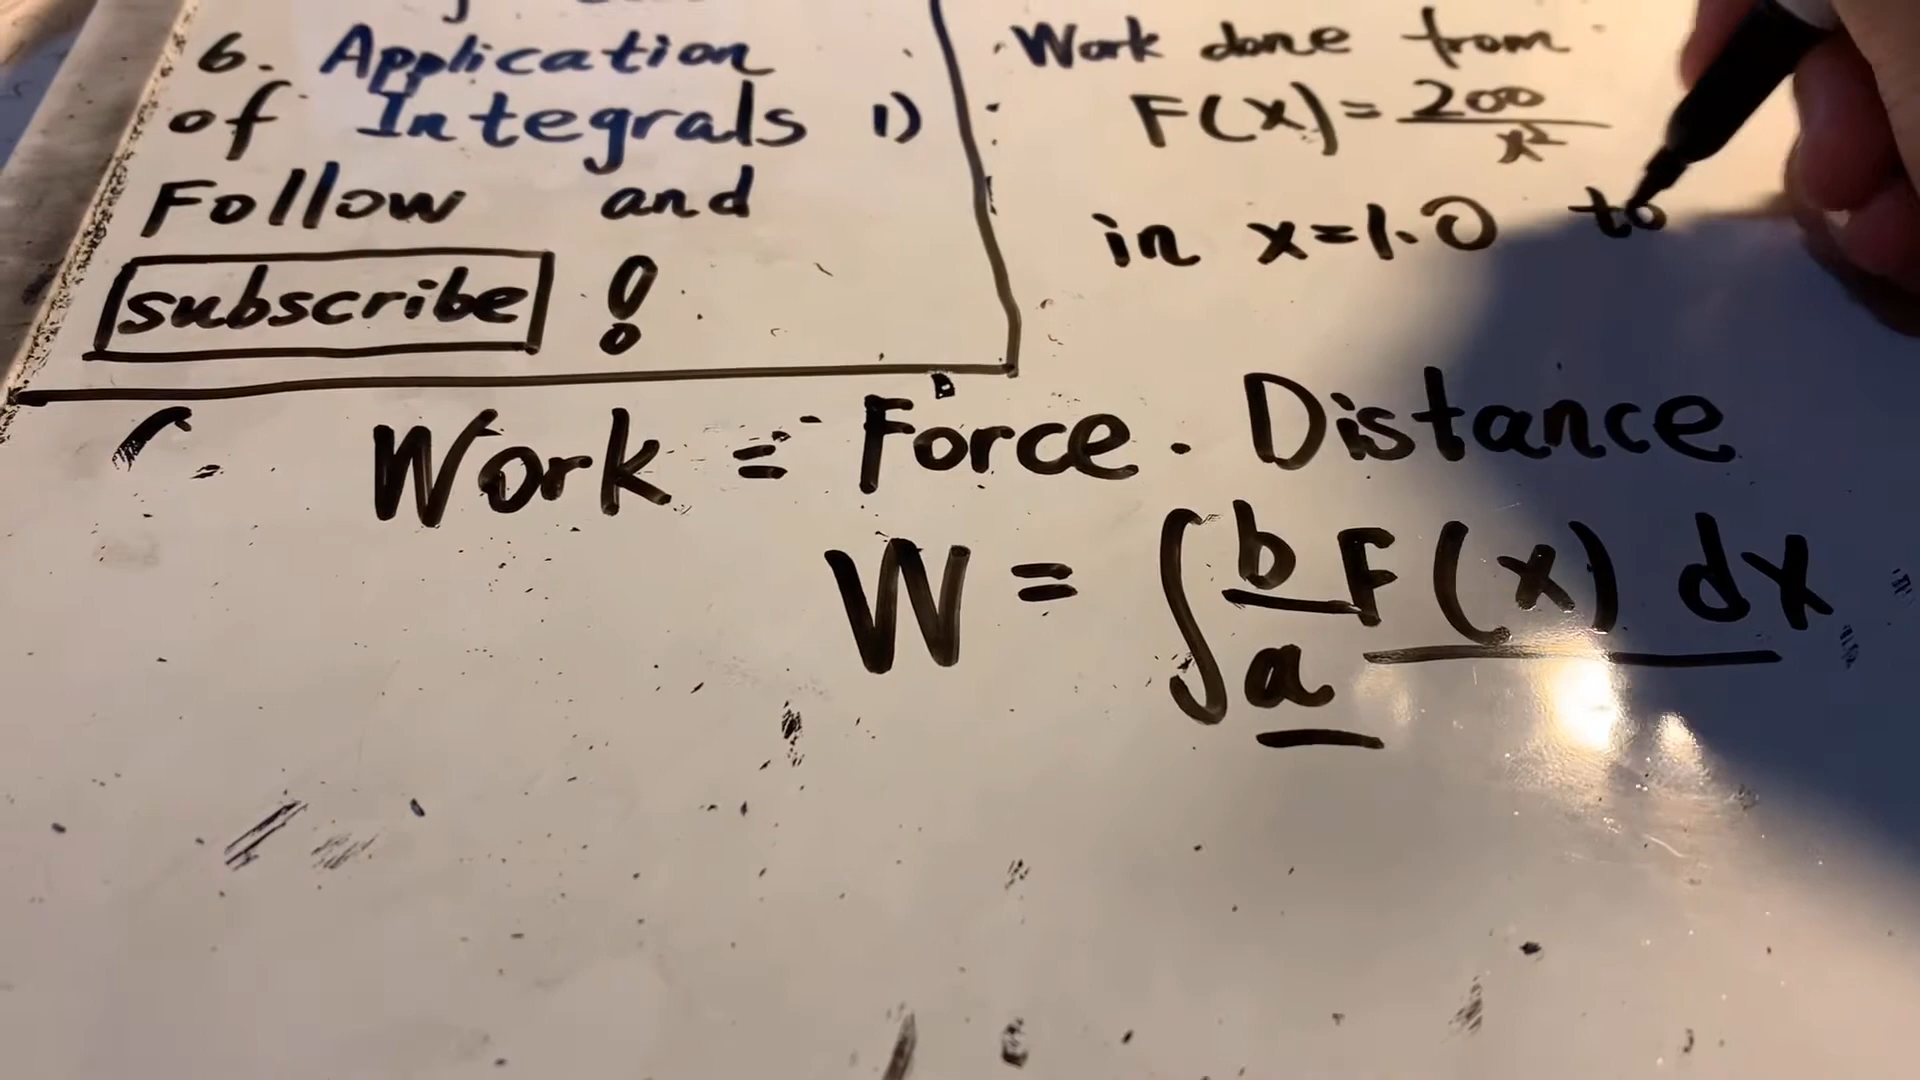 6. Application
of Integrals 1)
Follow and
subscribe !
Work done from
F(x)= 200/x²
in x=1.0 to
Work = Force . Distance
W = ∫ b a F(x) dx